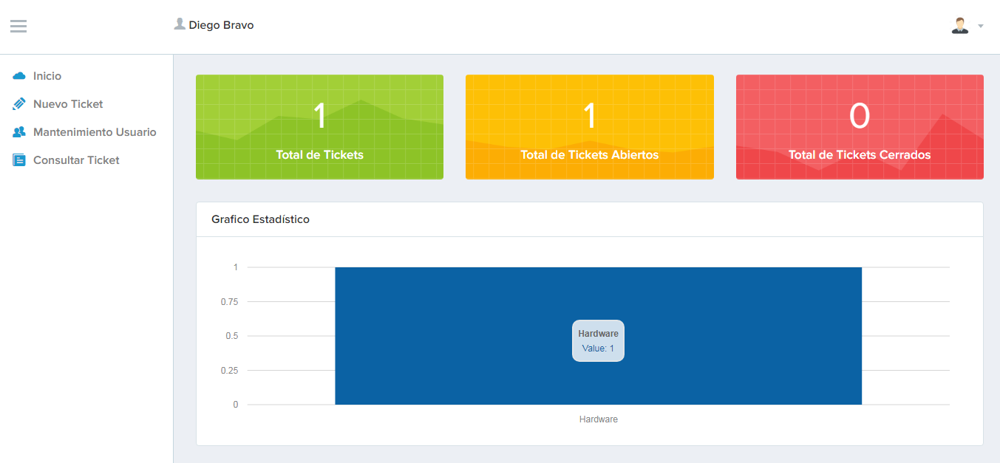 Diego Bravo
Inicio
Nuevo Ticket
Mantenimiento Usuario
Consultar Ticket
1
Total de Tickets
1
Total de Tickets Abiertos
0
Total de Tickets Cerrados
Grafico Estadístico
1
0.75
0.5
0.25
0
Hardware
Value: 1
Hardware